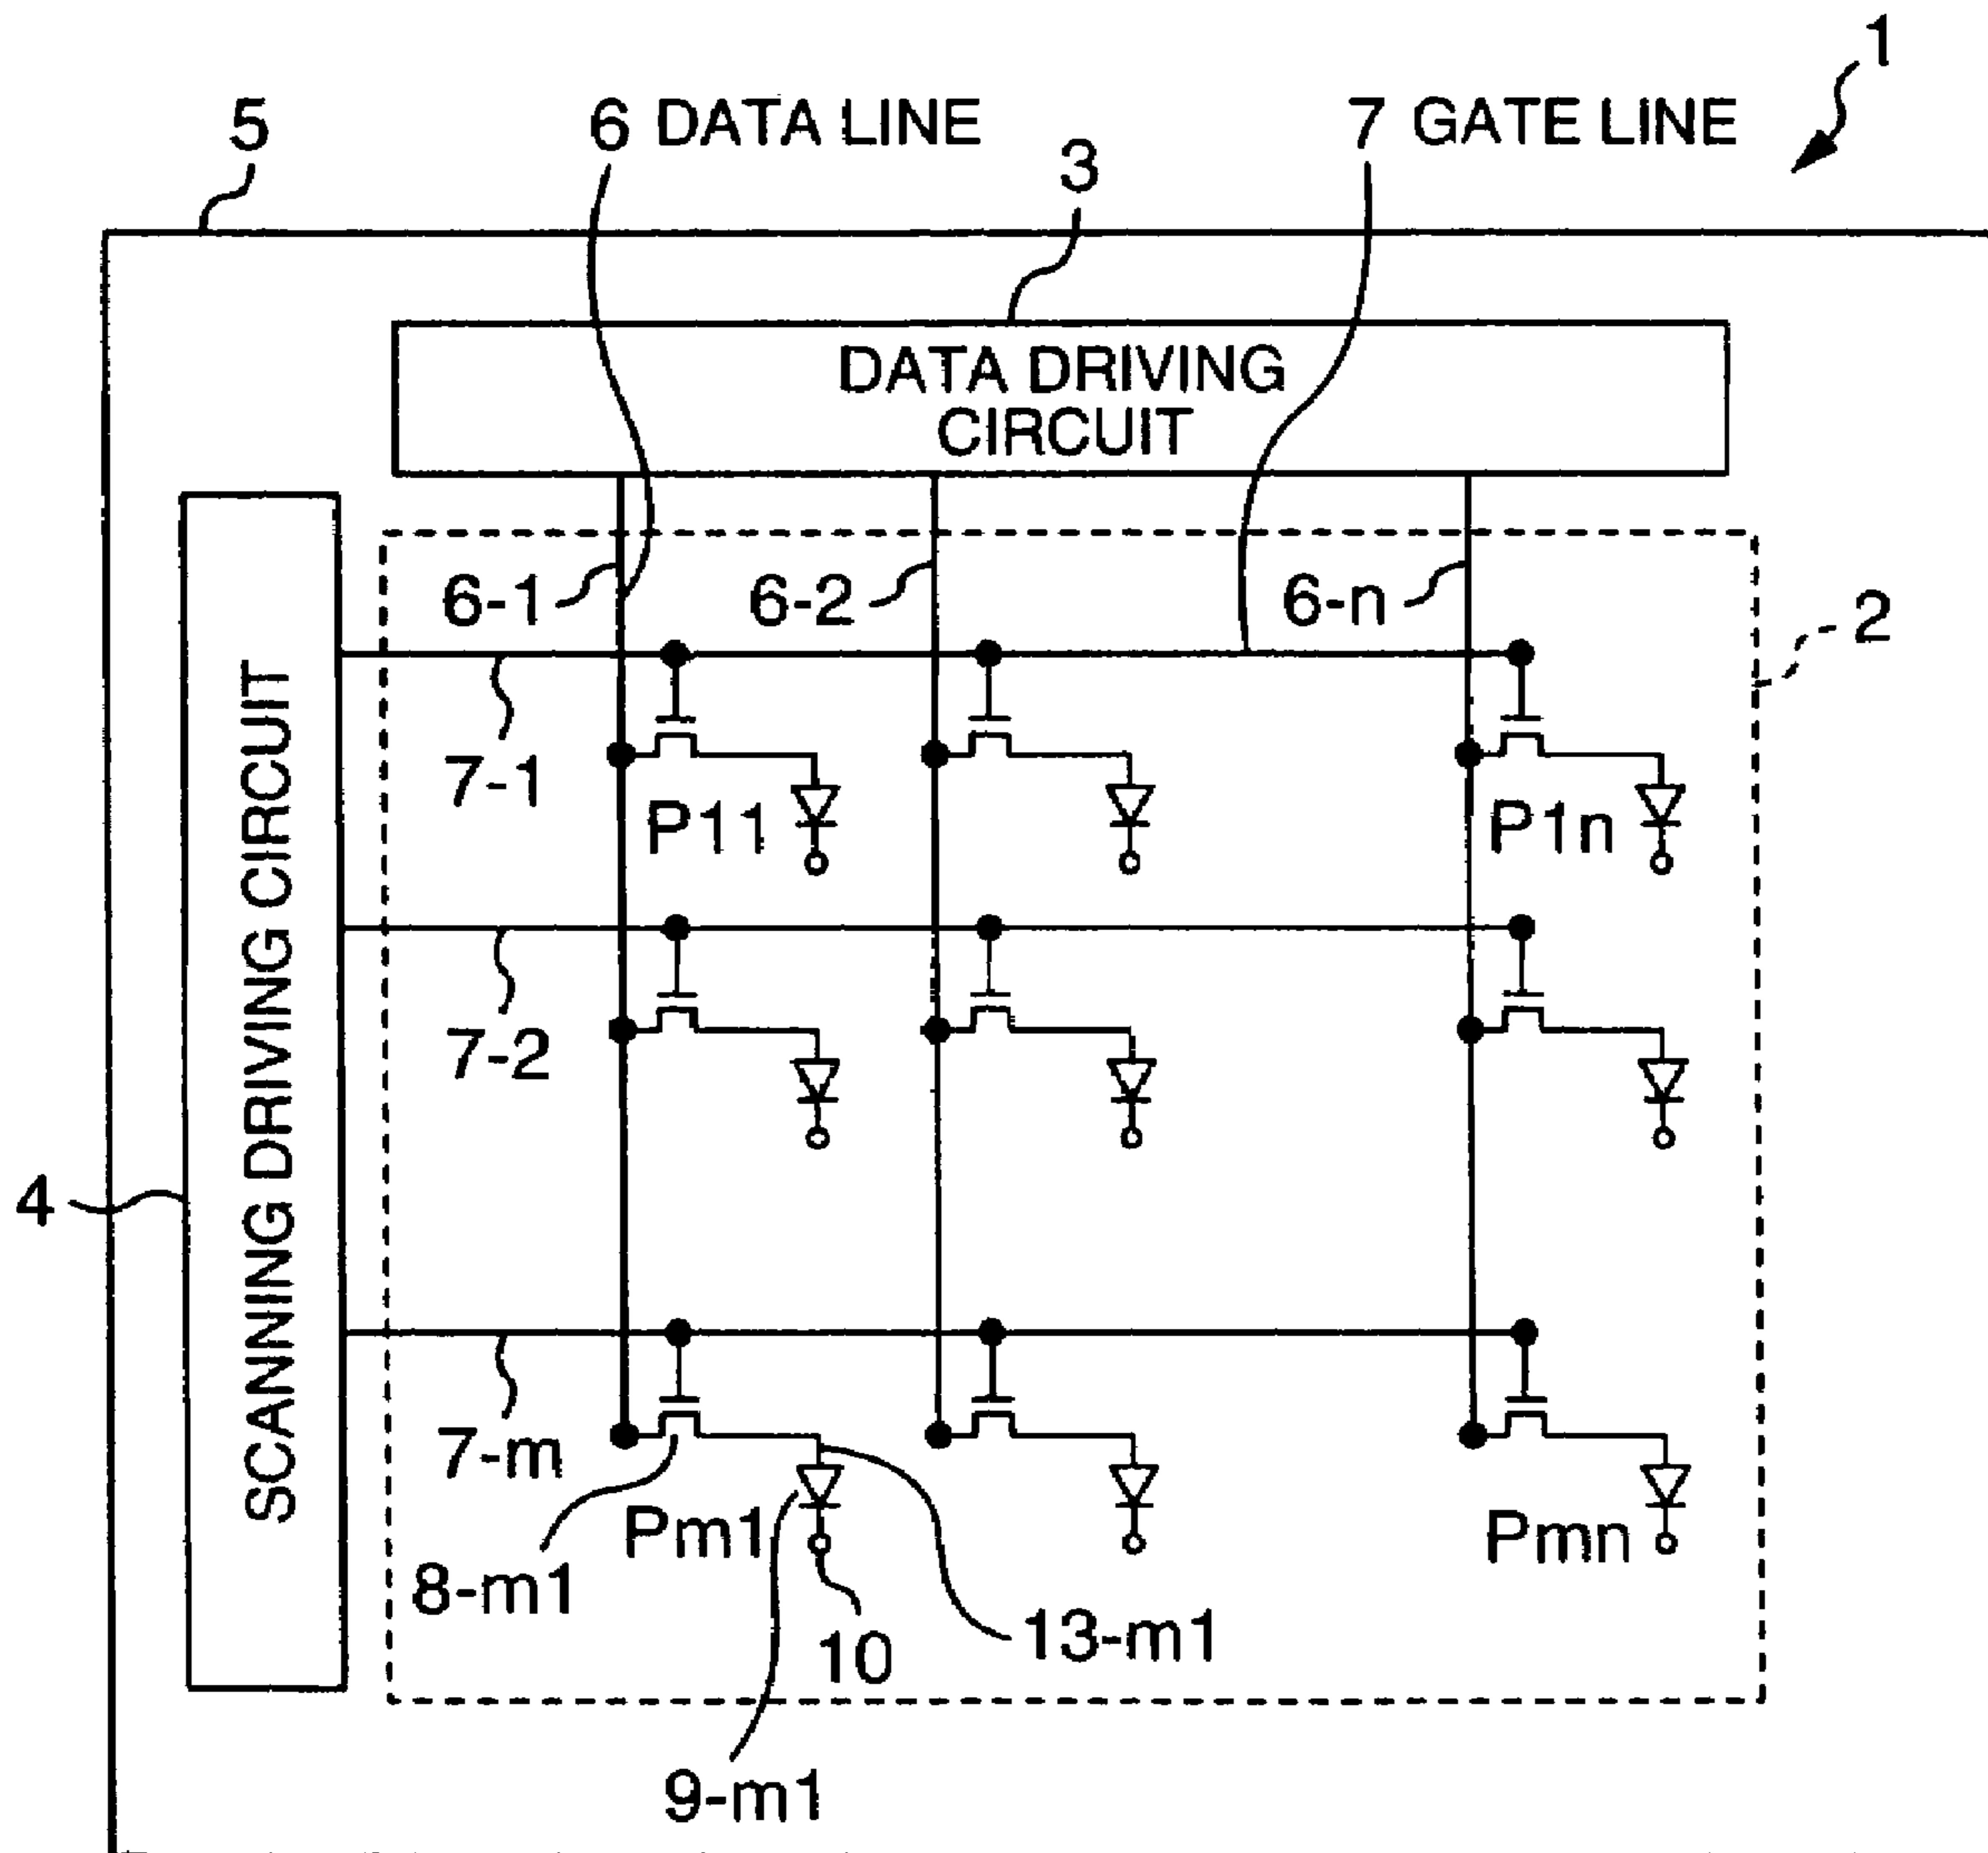 1
5
6 DATA LINE
7 GATE LINE
3
DATA DRIVING
CIRCUIT
6-1
6-2
6-n
2
7-1
P11
P1n
SCANNING DRIVING CIRCUIT
7-2
4
7-m
Pm1
Pmn
8-m1
10
13-m1
9-m1